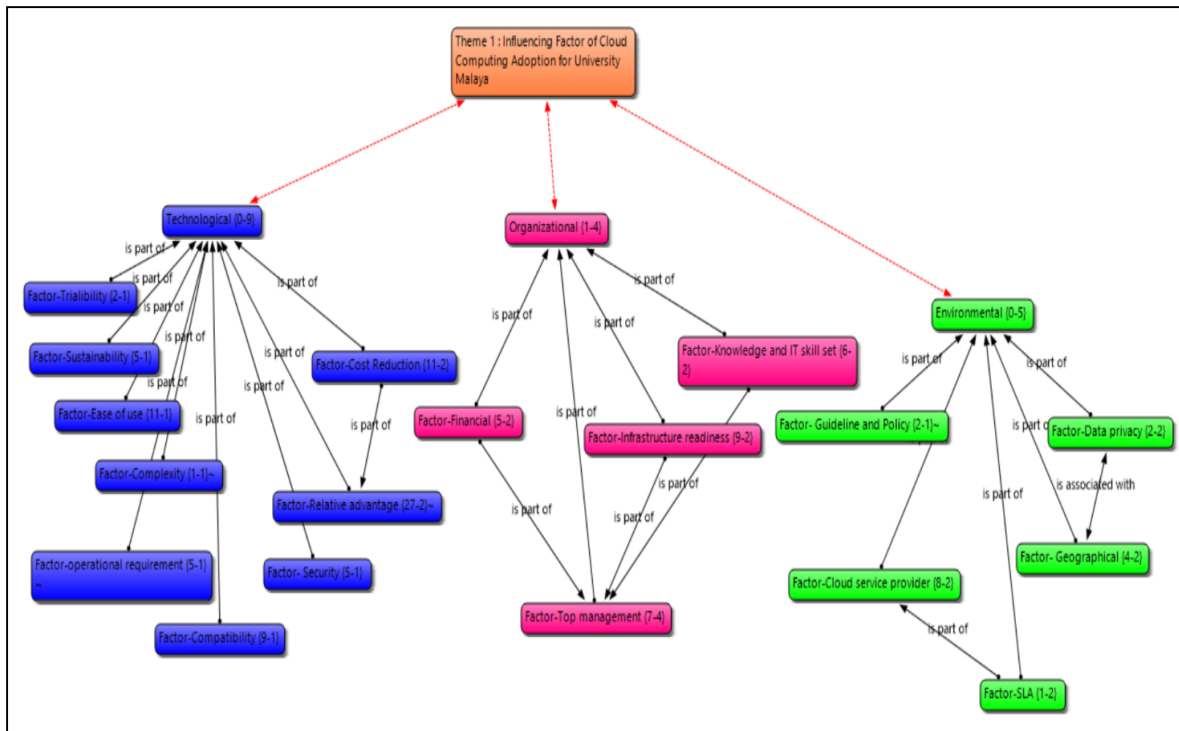 Theme 1 : Influencing Factor of Cloud
Computing Adoption for University
Malaya
Technological {0-9}
is part of
Factor-Trialibility {2-1}
is part of
Factor-Sustainability {5-1}
is part of
Factor-Ease of use {11-1}
is part of
Factor-Complexity {1-1}~
is part of
Factor-operational requirement {5-1}
~
is part of
Factor-Compatibility {9-1}
is part of
Factor- Security {5-1}
is part of
Factor-Relative advantage {27-2}~
is part of
Factor-Cost Reduction {11-2}
is part of
Organizational {1-4}
is part of
Factor-Financial {5-2}
is part of
is part of
Factor-Infrastructure readiness {9-2}
is part of
Factor-Knowledge and IT skill set {6-
2}
is part of
is part of
is part of
Factor-Top management {7-4}
Environmental {0-5}
is part of
Factor- Guideline and Policy {2-1}~
is part of
Factor-Data privacy {2-2}
is part of
is associated with
Factor- Geographical {4-2}
is part of
Factor-Cloud service provider {8-2}
is part of
Factor-SLA {1-2}